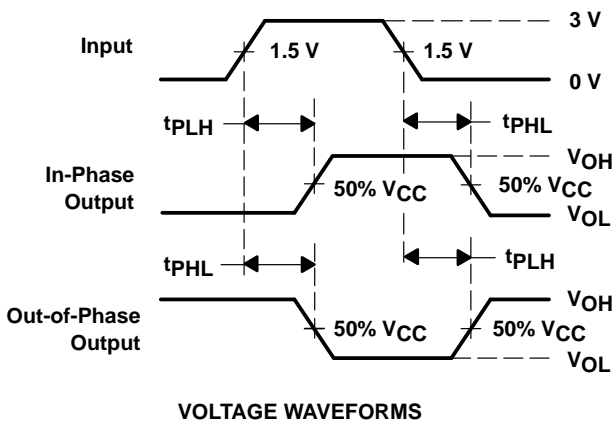 3 V
Input
1.5 V
1.5 V
0 V
tPLH
tPHL
VOH
In-Phase
Output
50% VCC
50% VCC
VOL
tPHL
tPLH
VOH
Out-of-Phase
Output
50% VCC
50% VCC
VOL
VOLTAGE WAVEFORMS